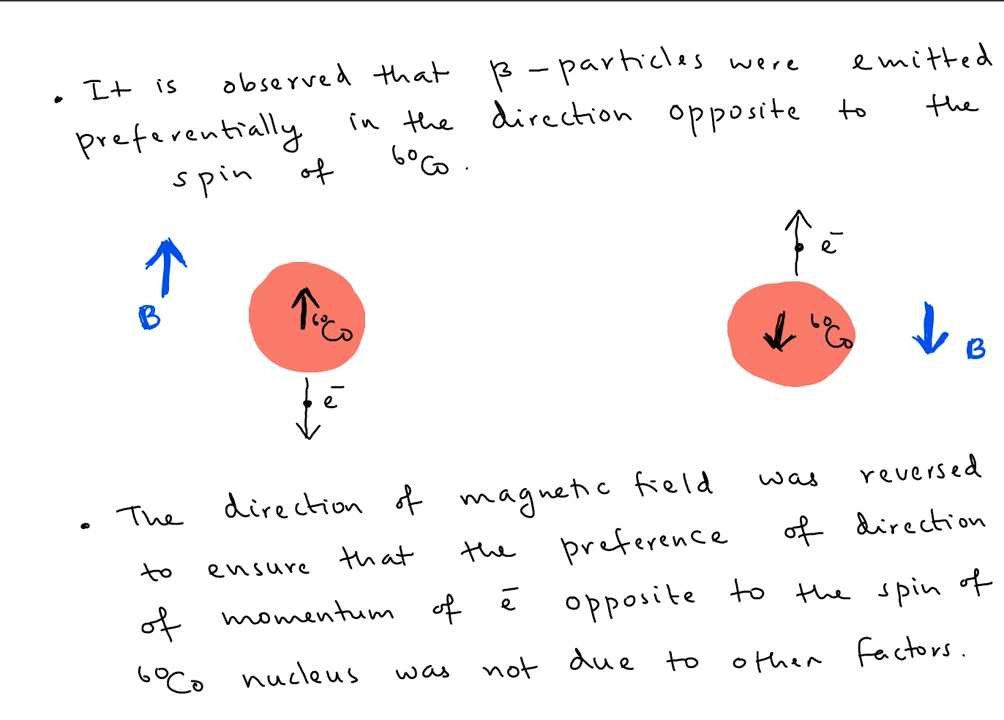 • It is observed that β-particles were emitted
preferentially in the direction opposite to the
spin of ⁶⁰Co.
e⁻
B
⁶⁰Co
⁶⁰Co
B
e⁻
• The direction of magnetic field was reversed
to ensure that the preference of direction
of momentum of e⁻ opposite to the spin of
⁶⁰Co nucleus was not due to other factors.